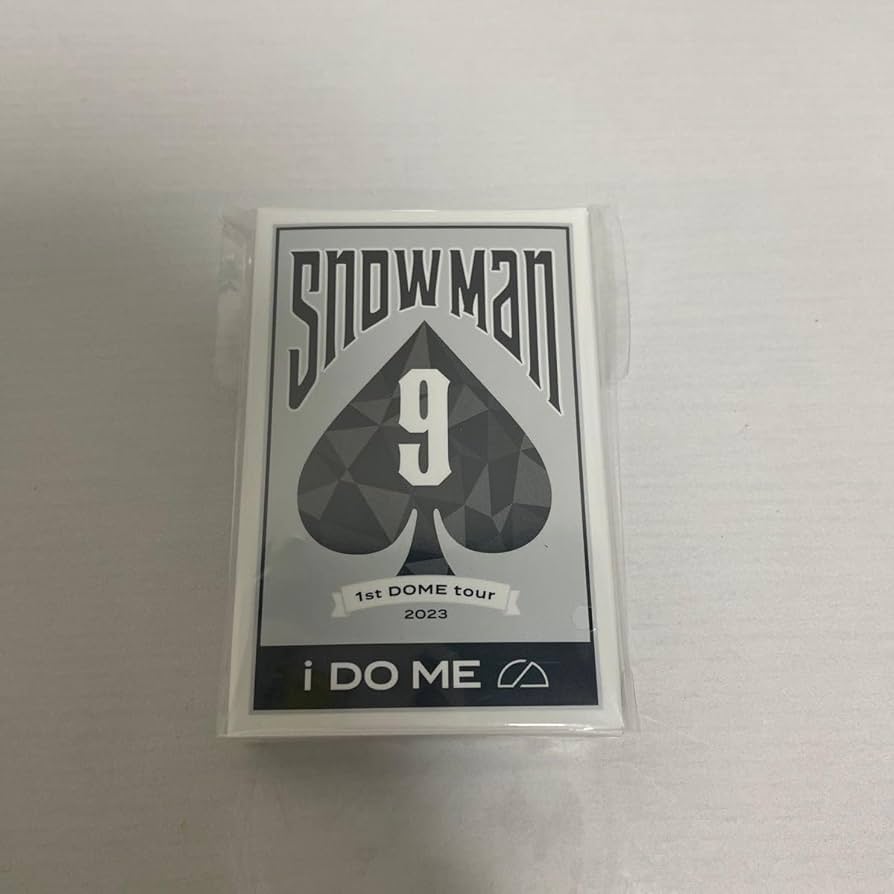 Snow Man
9
1st DOME tour
2023
i DO ME